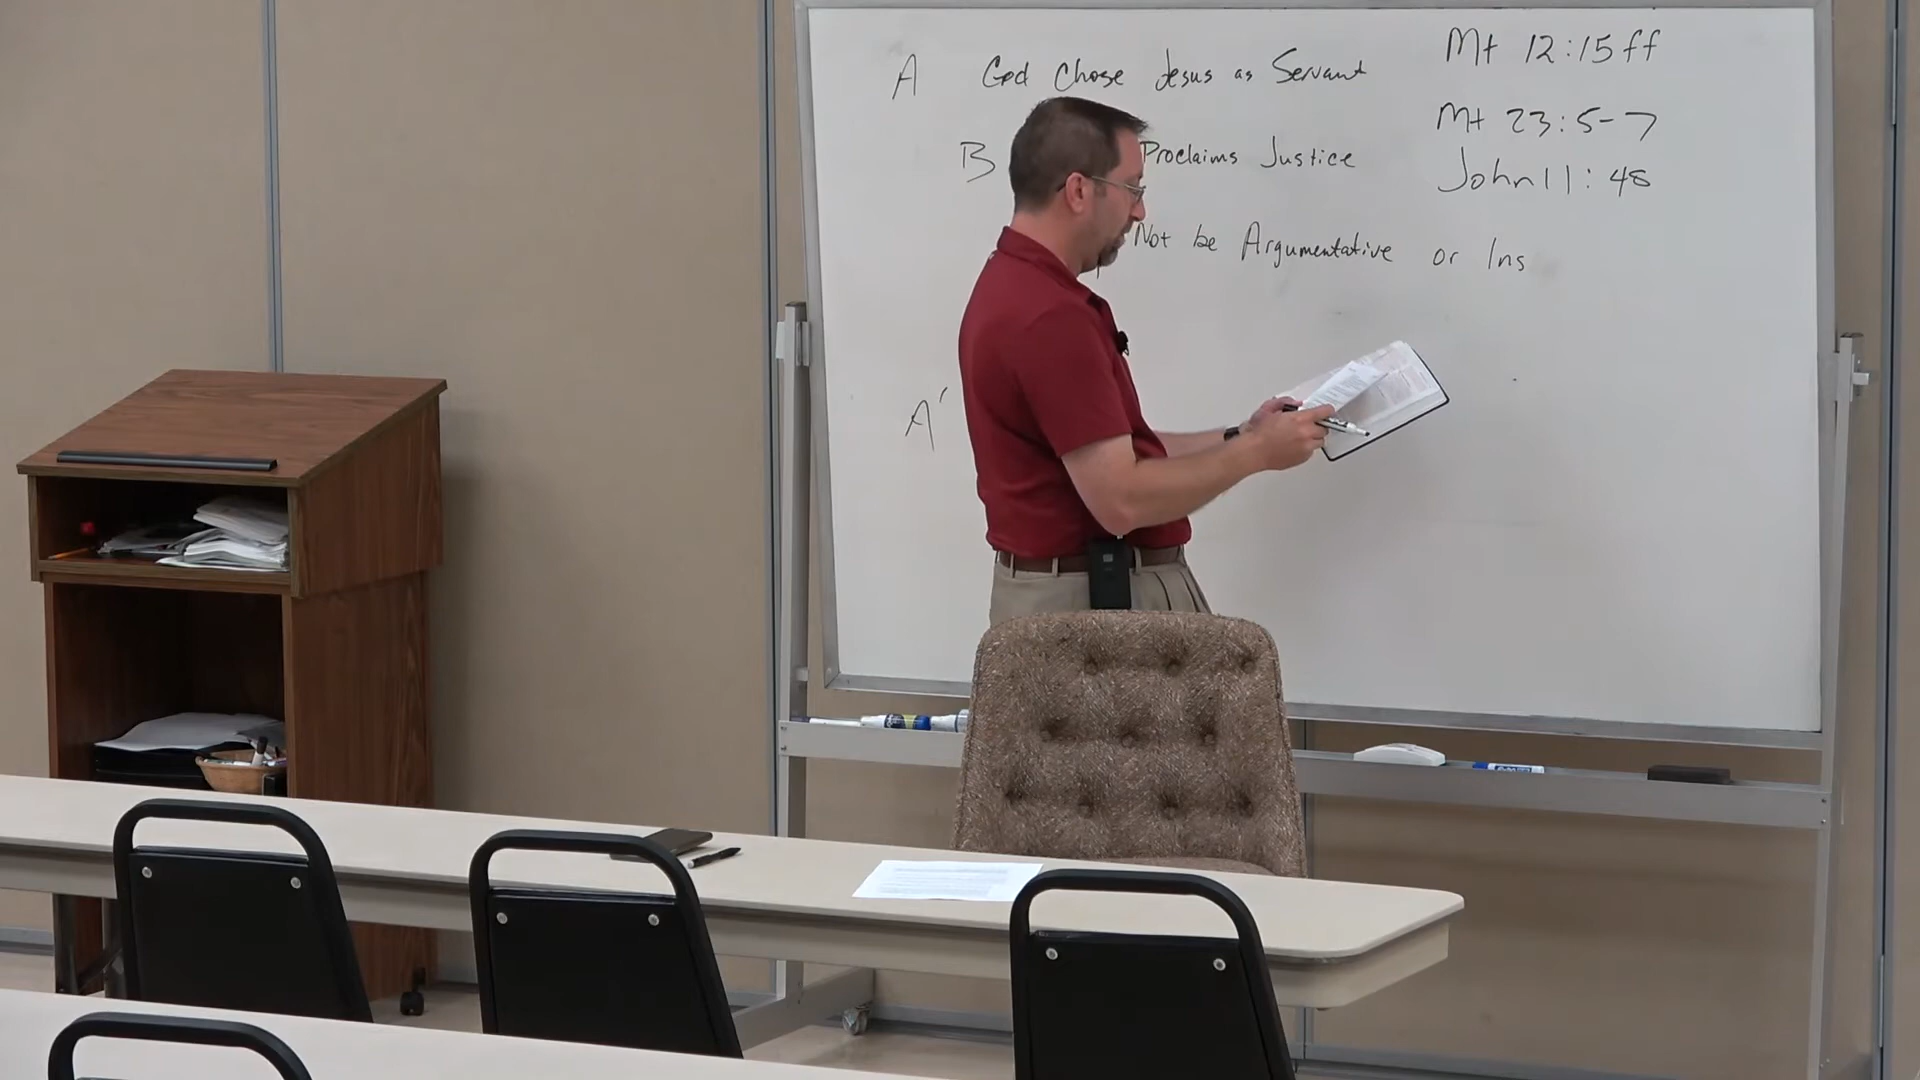 A God Chose Jesus as Servant Mt 12:15ff
Mt 23:5-7
B Proclaims Justice John 11:48
Not be Argumentative or Ins
A'